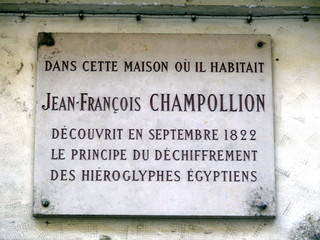 DANS CETTE MAISON OÙ IL HABITAIT
JEAN-FRANÇOIS CHAMPOLLION
DÉCOUVRIT EN SEPTEMBRE 1822
LE PRINCIPE DU DÉCHIFFREMENT
DES HIÉROGLYPHES ÉGYPTIENS